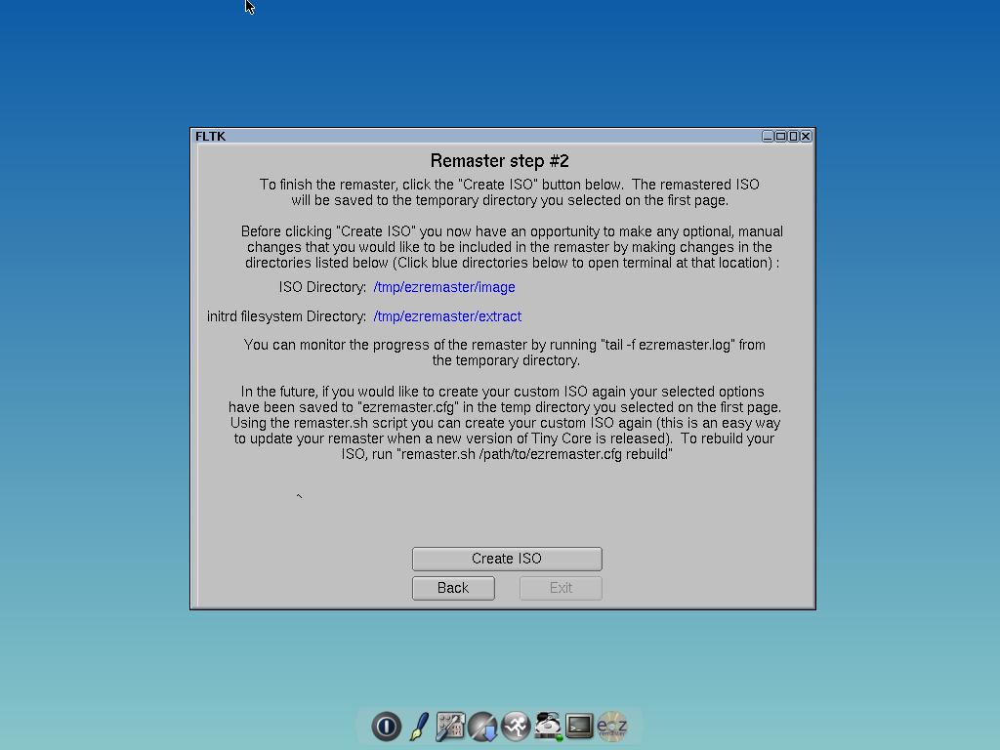 FLTK
Remaster step #2
To finish the remaster, click the "Create ISO" button below.  The remastered ISO
will be saved to the temporary directory you selected on the first page.
Before clicking "Create ISO" you now have an opportunity to make any optional, manual
changes that you would like to be included in the remaster by making changes in the
directories listed below (Click blue directories below to open terminal at that location) :
ISO Directory: /tmp/ezremaster/image
initrd filesystem Directory: /tmp/ezremaster/extract
You can monitor the progress of the remaster by running "tail -f ezremaster.log" from
the temporary directory.
In the future, if you would like to create your custom ISO again your selected options
have been saved to "ezremaster.cfg" in the temp directory you selected on the first page.
Using the remaster.sh script you can create your custom ISO again (this is an easy way
to update your remaster when a new version of Tiny Core is released).  To rebuild your
ISO, run "remaster.sh /path/to/ezremaster.cfg rebuild"
Create ISO
Back
Exit
ez
remaster